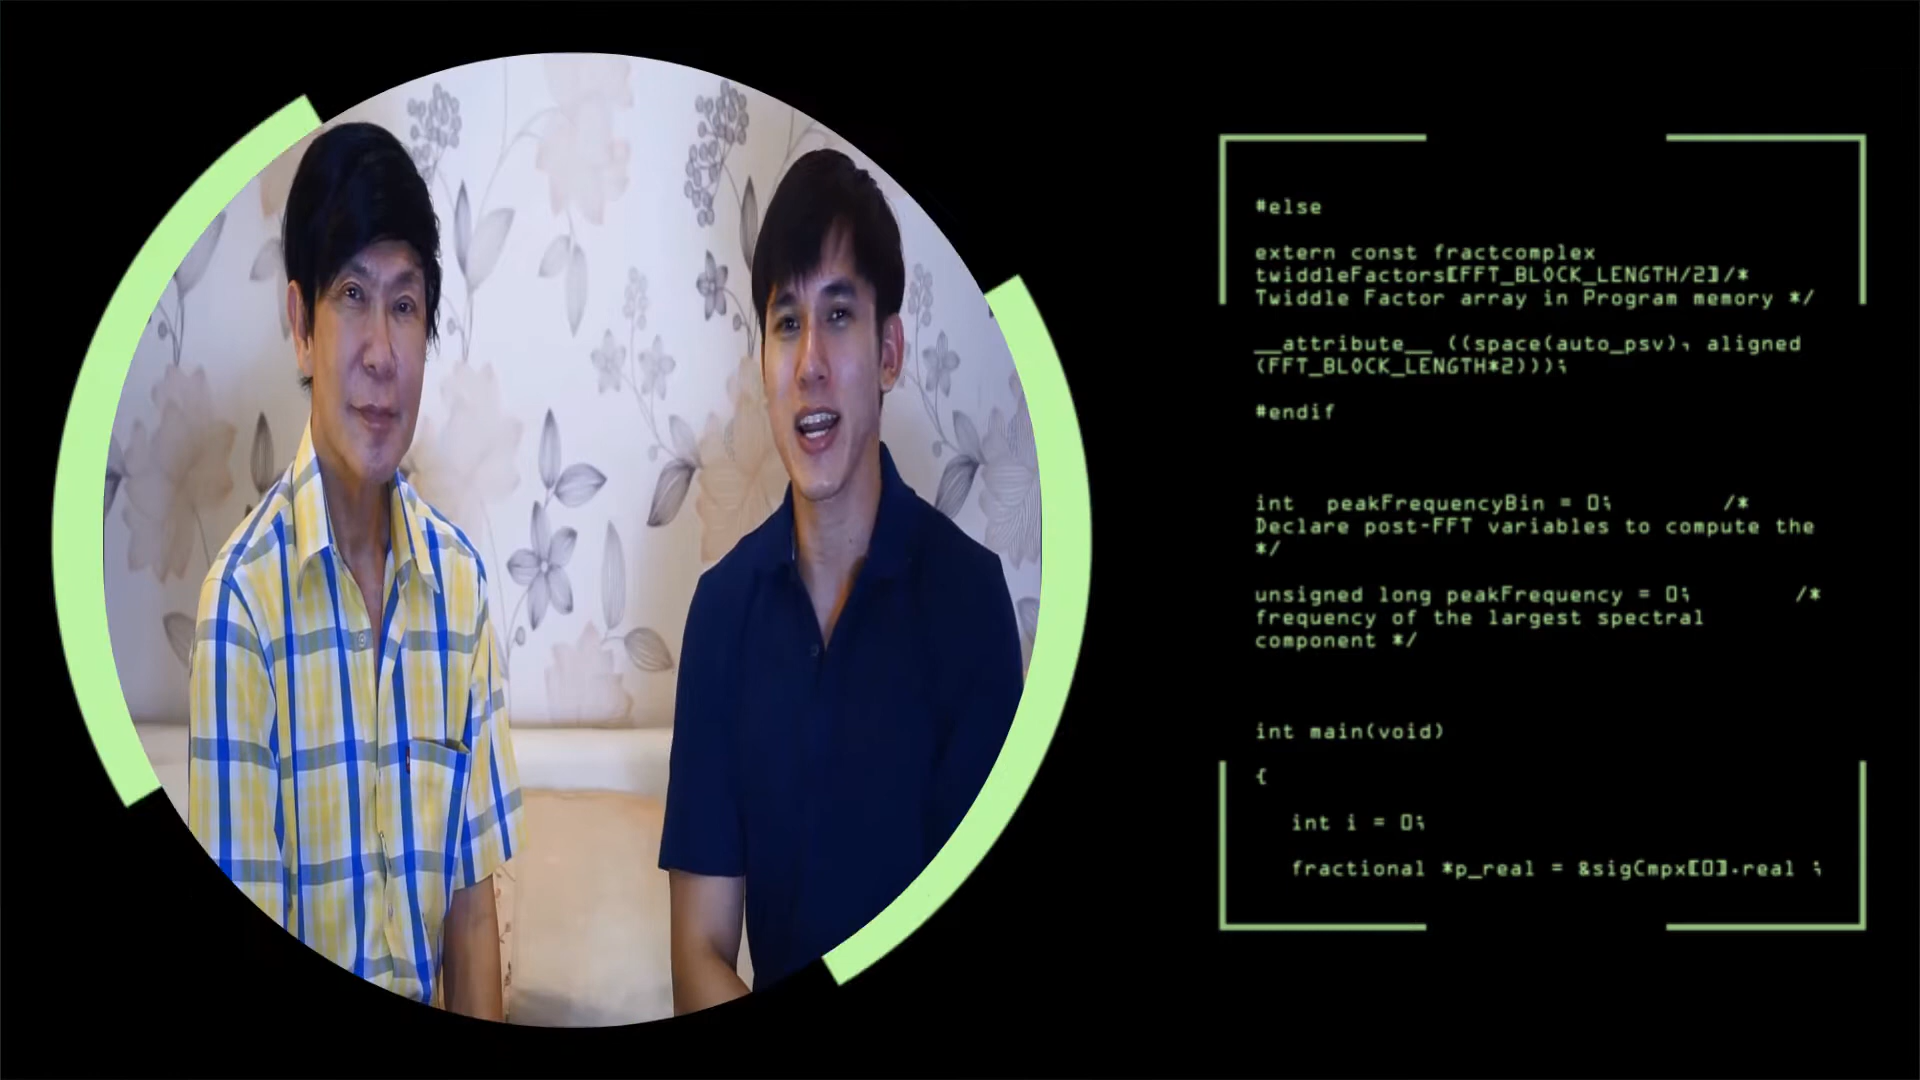 #else
extern const fractcomplex
twiddleFactors[FFT_BLOCK_LENGTH/2]/*
Twiddle Factor array in Program memory */
__attribute__ ((space(auto_psv), aligned
(FFT_BLOCK_LENGTH*2)));
#endif
int peakFrequencyBin = 0; /*
Declare post-FFT variables to compute the
*/
unsigned long peakFrequency = 0; /*
frequency of the largest spectral
component */
int main(void)
{
int i = 0;
fractional *p_real = &sigCmpx[0].real ;